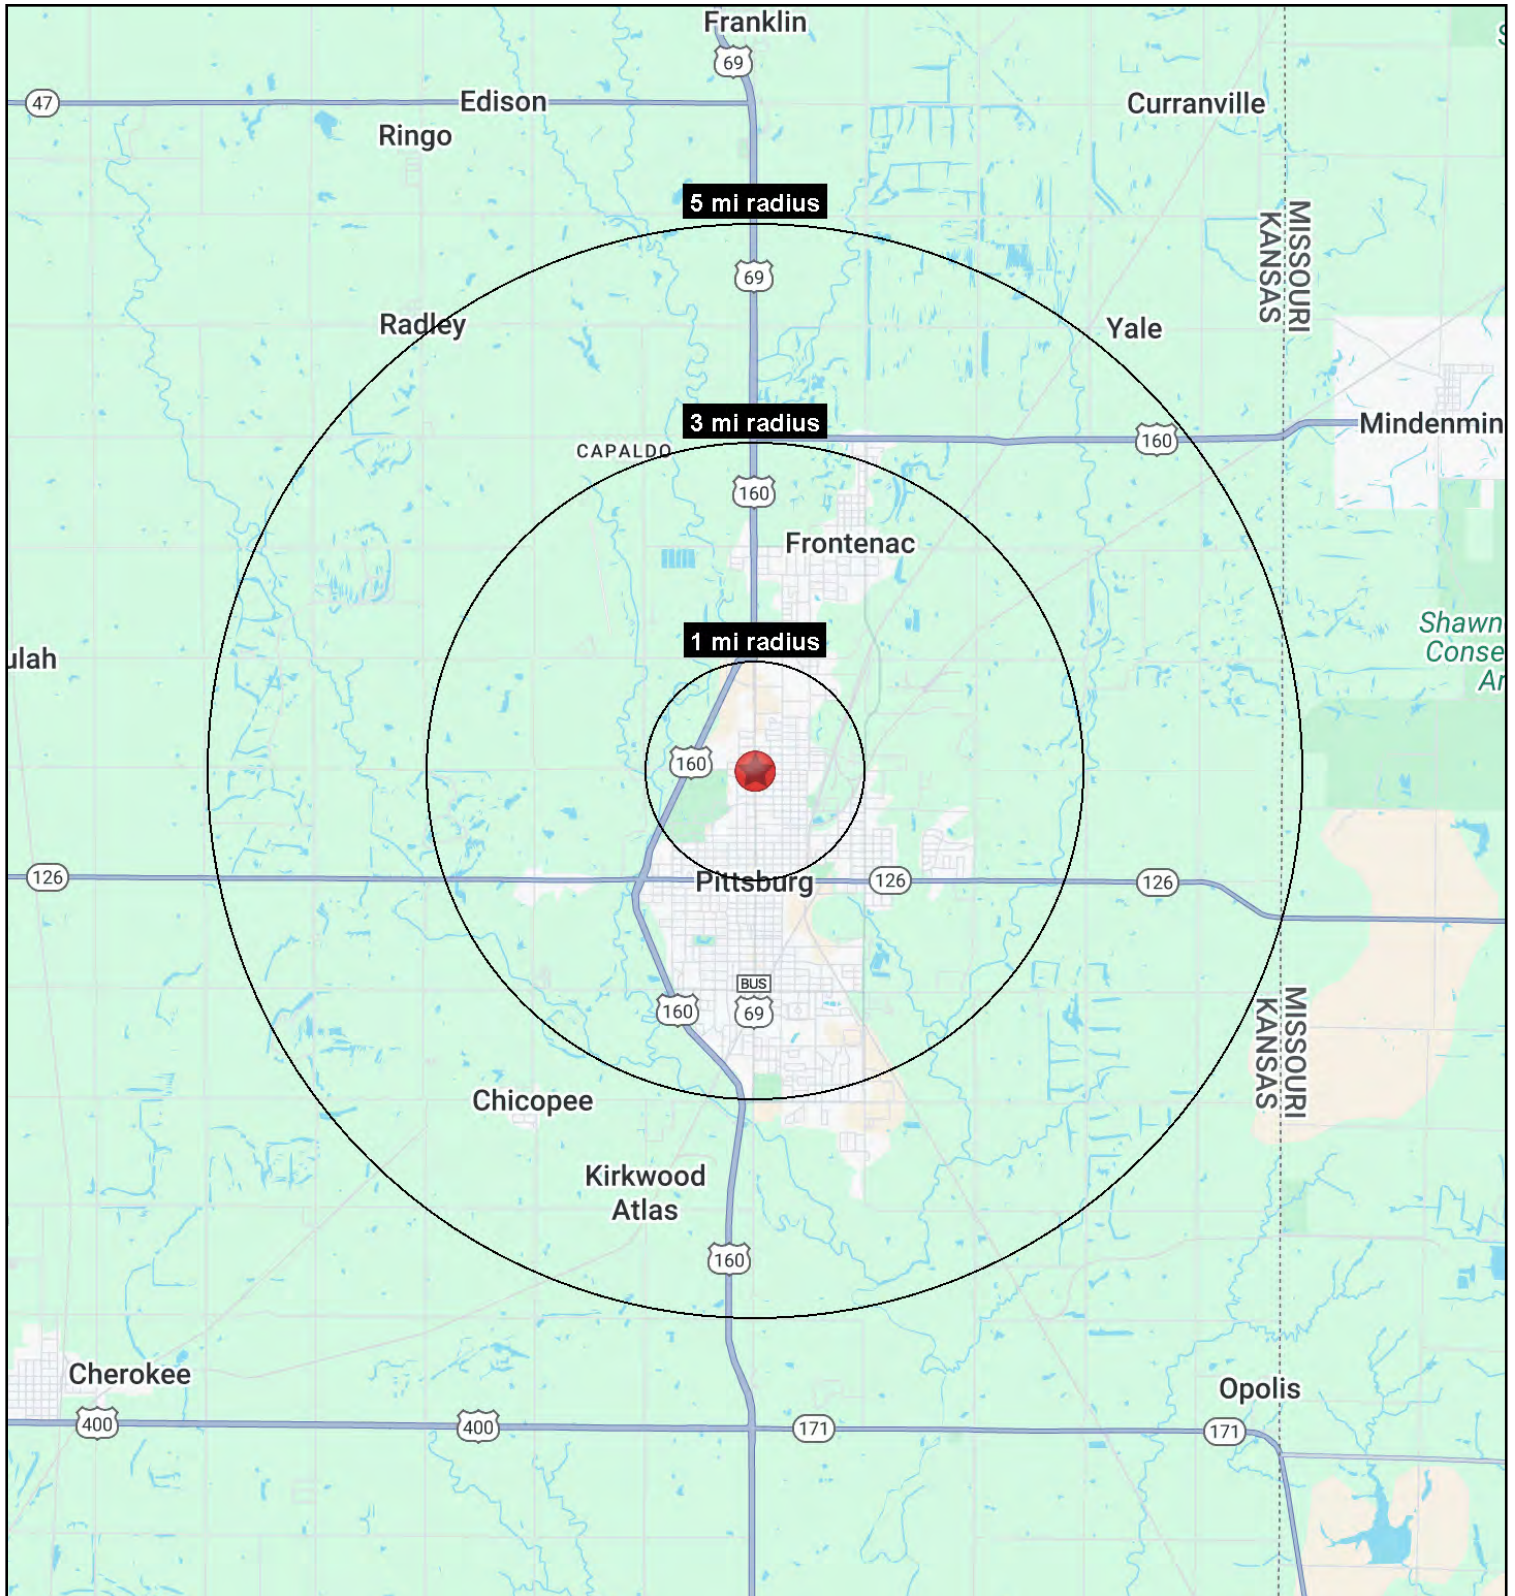 Franklin
69
47
Edison
Curranville
Ringo
5 mi radius
MISSOURI
KANSAS
69
Radley
Yale
3 mi radius
Mindenmin
160
CAPALDO
160
Frontenac
Shawn
Conse
Ar
1 mi radius
ulah
160
126
Pittsburg
126
126
BUS
69
160
MISSOURI
KANSAS
Chicopee
Kirkwood
Atlas
160
Cherokee
Opolis
400
400
171
171